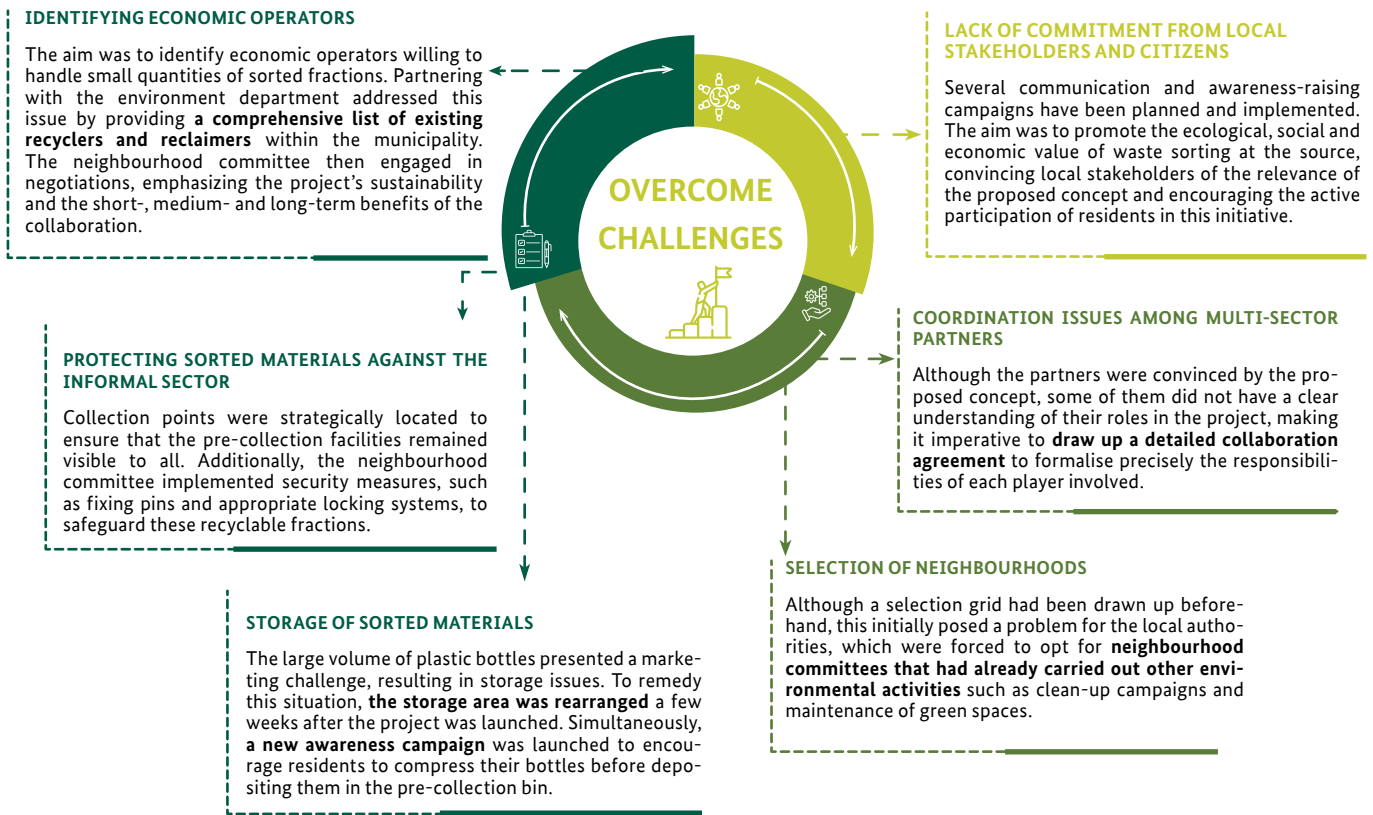 IDENTIFYING ECONOMIC OPERATORS
The aim was to identify economic operators willing to
handle small quantities of sorted fractions. Partnering
with the environment department addressed this
issue by providing a comprehensive list of existing
recyclers and reclaimers within the municipality.
The neighbourhood committee then engaged in
negotiations, emphasizing the project's sustainability
and the short-, medium- and long-term benefits of the
collaboration.
OVERCOME
CHALLENGES
LACK OF COMMITMENT FROM LOCAL
STAKEHOLDERS AND CITIZENS
Several communication and awareness-raising
campaigns have been planned and implemented.
The aim was to promote the ecological, social and
economic value of waste sorting at the source,
convincing local stakeholders of the relevance of
the proposed concept and encouraging the active
participation of residents in this initiative.
COORDINATION ISSUES AMONG MULTI-SECTOR
PARTNERS
Although the partners were convinced by the pro-
posed concept, some of them did not have a clear
understanding of their roles in the project, making
it imperative to draw up a detailed collaboration
agreement to formalise precisely the responsibili-
ties of each player involved.
PROTECTING SORTED MATERIALS AGAINST THE
INFORMAL SECTOR
Collection points were strategically located to
ensure that the pre-collection facilities remained
visible to all. Additionally, the neighbourhood
committee implemented security measures, such
as fixing pins and appropriate locking systems, to
safeguard these recyclable fractions.
SELECTION OF NEIGHBOURHOODS
Although a selection grid had been drawn up before-
hand, this initially posed a problem for the local autho-
rities, which were forced to opt for neighbourhood
committees that had already carried out other envi-
ronmental activities such as clean-up campaigns and
maintenance of green spaces.
STORAGE OF SORTED MATERIALS
The large volume of plastic bottles presented a marke-
ting challenge, resulting in storage issues. To remedy
this situation, the storage area was rearranged a few
weeks after the project was launched. Simultaneously,
a new awareness campaign was launched to encou-
rage residents to compress their bottles before depo-
siting them in the pre-collection bin.